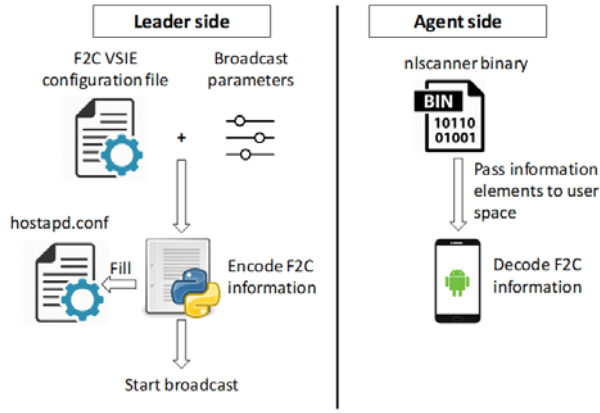 Leader side
F2C VSIE
configuration file
Broadcast
parameters
+
hostapd.conf
Fill
Encode F2C
information
Start broadcast
Agent side
nlscanner binary
BIN
10110
01001
Pass information
elements to user
space
Decode F2C
information